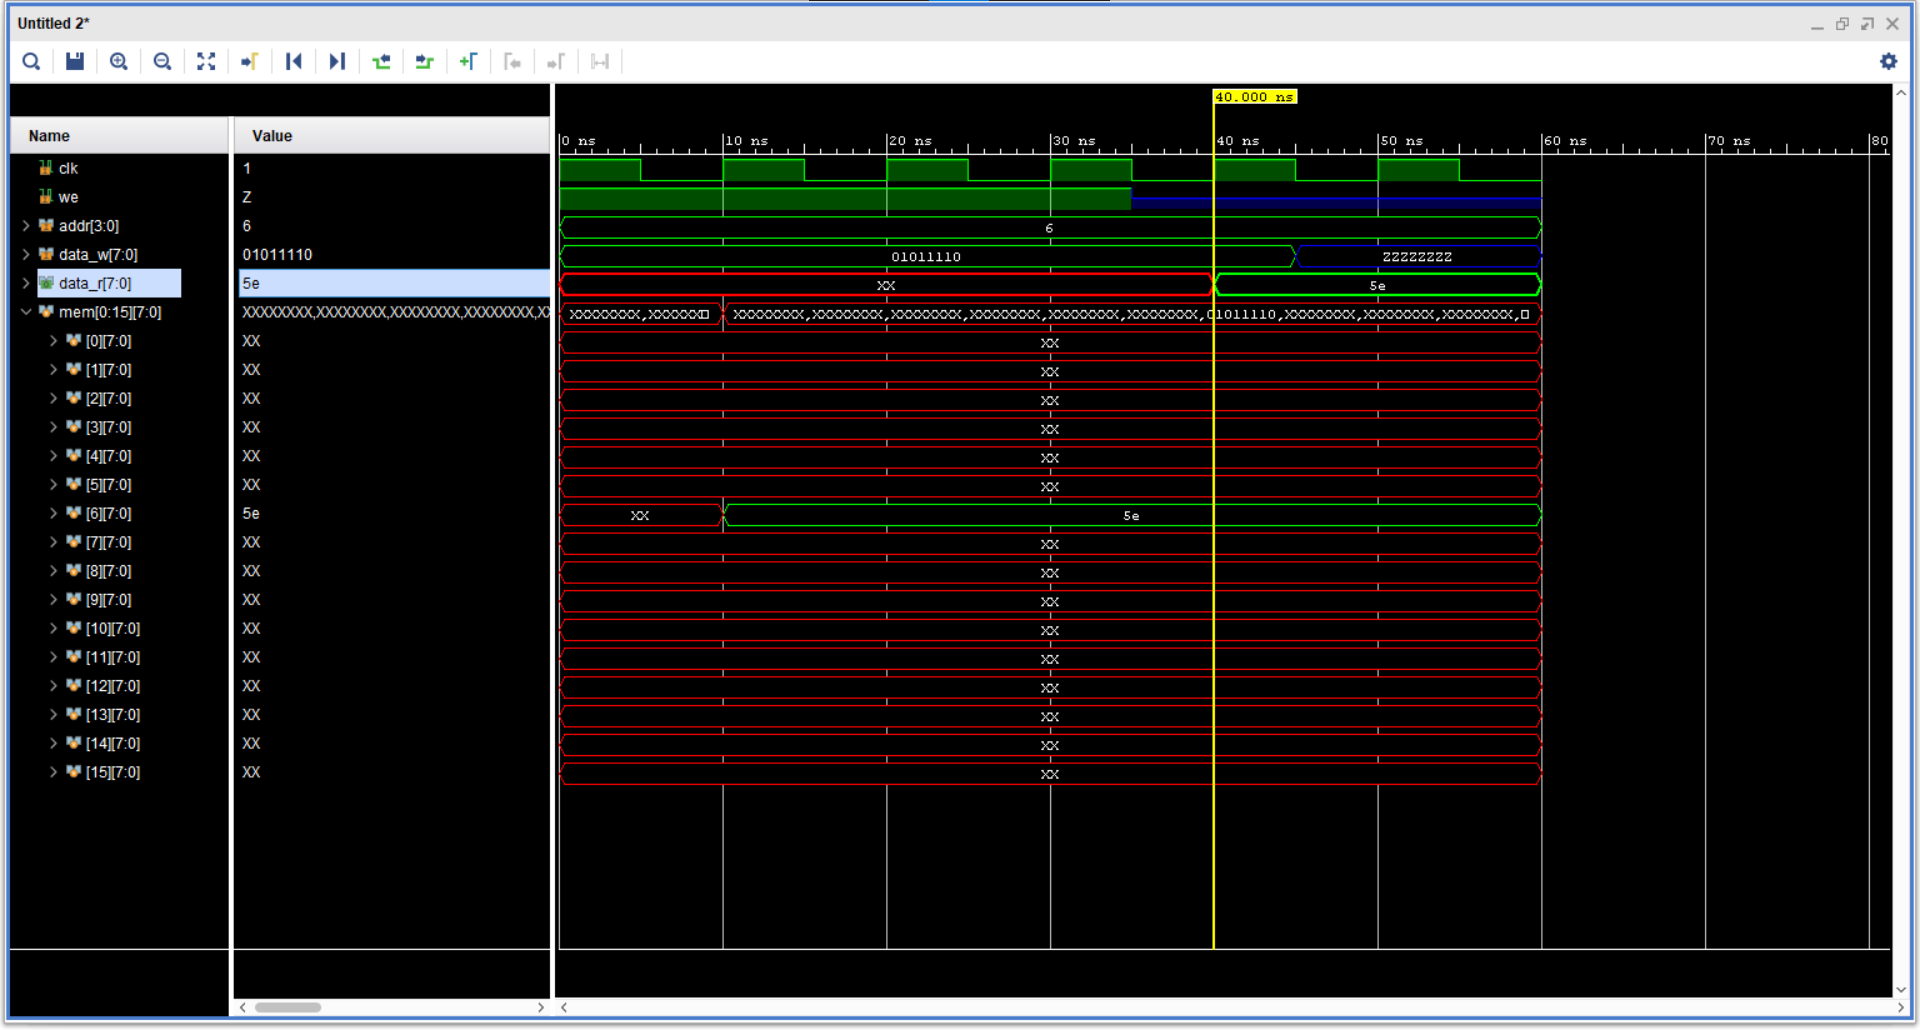 Untitled 2*
40.000 ns
Name Value
0 ns 10 ns 20 ns 30 ns 40 ns 50 ns 60 ns 70 ns 80
clk 1
we Z
addr[3:0] 6 6
data_w[7:0] 01011110 01011110 ZZZZZZZZ
data_r[7:0] 5e XX 5e
mem[0:15][7:0] XXXXXXXX,XXXXXXXX,XXXXXXXX,XXXXXXXX,XX XXXXXXXX,XXXXXX XXXXXXXX,XXXXXXXX,XXXXXXXX,XXXXXXXX,XXXXXXXX,XXXXXXXX,01011110,XXXXXXXX,XXXXXXXX,XXXXXXXX,
[0][7:0] XX XX
[1][7:0] XX XX
[2][7:0] XX XX
[3][7:0] XX XX
[4][7:0] XX XX
[5][7:0] XX XX
[6][7:0] 5e XX 5e
[7][7:0] XX XX
[8][7:0] XX XX
[9][7:0] XX XX
[10][7:0] XX XX
[11][7:0] XX XX
[12][7:0] XX XX
[13][7:0] XX XX
[14][7:0] XX XX
[15][7:0] XX XX